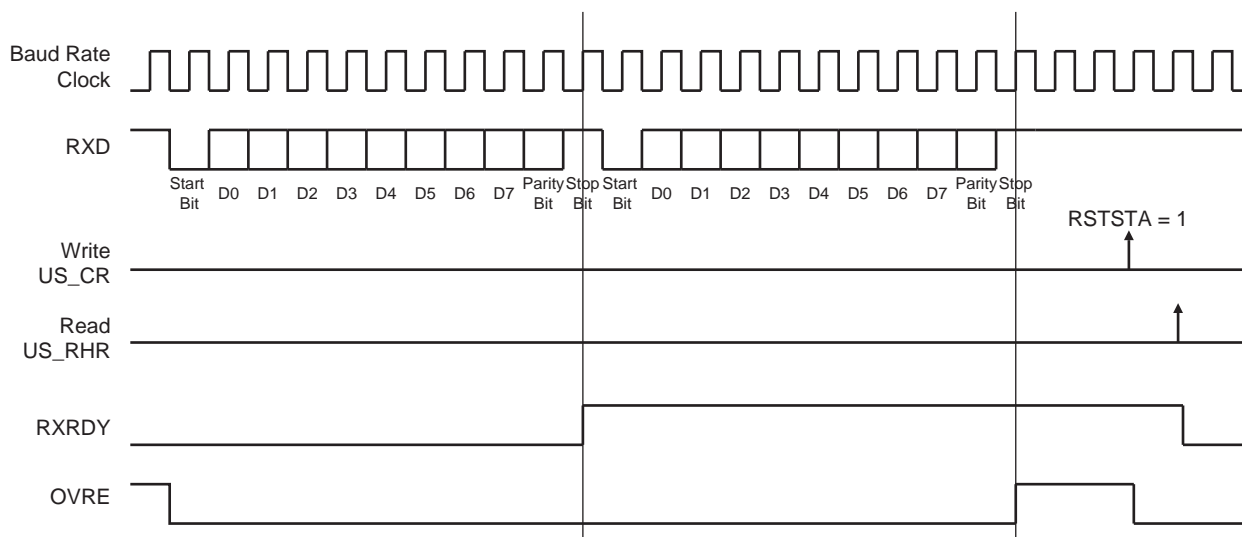 Baud Rate
Clock
RXD
Start
Bit
D0
D1
D2
D3
D4
D5
D6
D7
Parity
Bit
Stop
Bit
Start
Bit
D0
D1
D2
D3
D4
D5
D6
D7
Parity
Bit
Stop
Bit
RSTSTA = 1
Write
US_CR
Read
US_RHR
RXRDY
OVRE